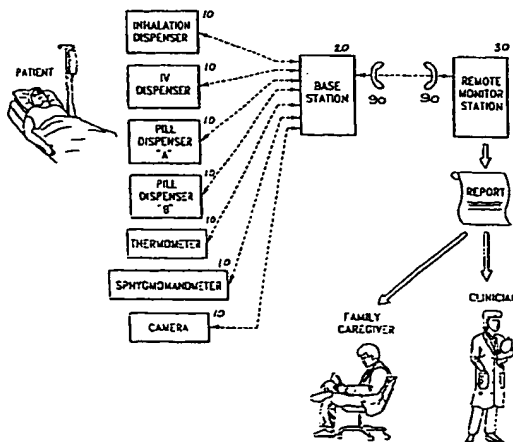 PATIENT
10
INHALATION
DISPENSER
10
IV
DISPENSER
10
PILL
DISPENSER
"A"
10
PILL
DISPENSER
"B"
10
THERMOMETER
10
SPHYGMOMANOMETER
10
CAMERA
20
BASE
STATION
90
90
30
REMOTE
MONITOR
STATION
REPORT
FAMILY
CAREGIVER
CLINICIAN